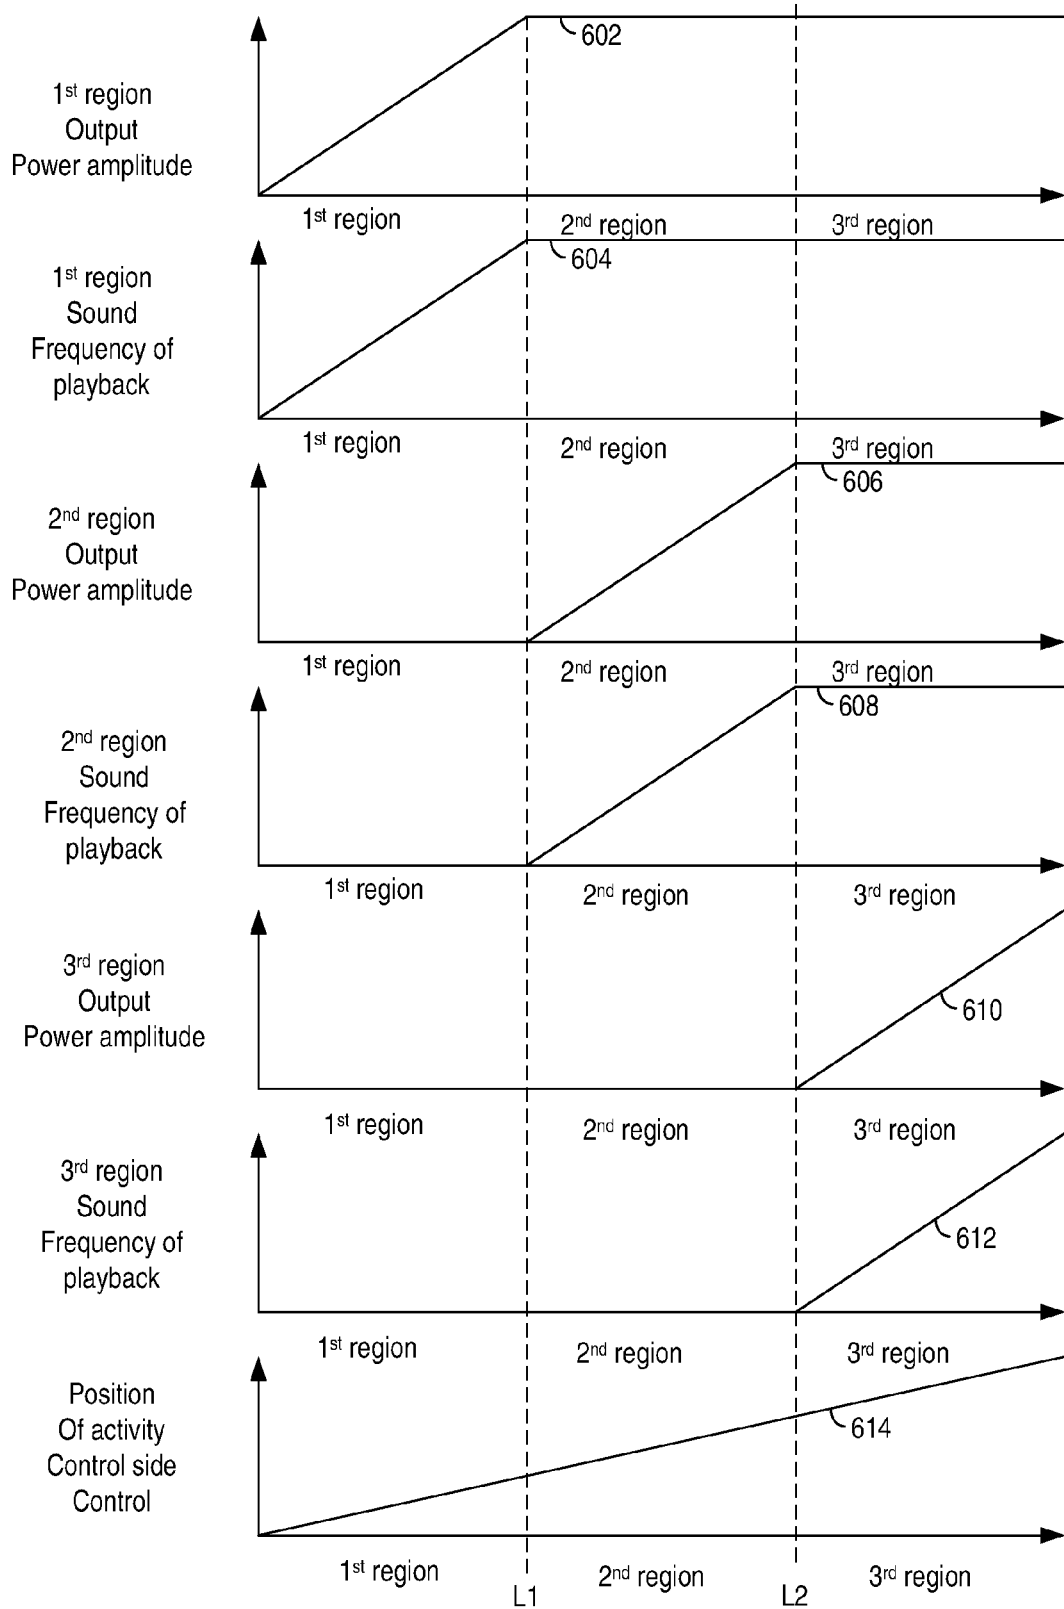 602
1st region
Output
Power amplitude
1st region
2nd region
3rd region
604
1st region
Sound
Frequency of
playback
1st region
2nd region
3rd region
606
2nd region
Output
Power amplitude
1st region
2nd region
3rd region
608
2nd region
Sound
Frequency of
playback
1st region
2nd region
3rd region
3rd region
Output
Power amplitude
610
1st region
2nd region
3rd region
3rd region
Sound
Frequency of
playback
612
1st region
2nd region
3rd region
Position
Of activity
Control side
Control
614
1st region
2nd region
3rd region
L1
L2